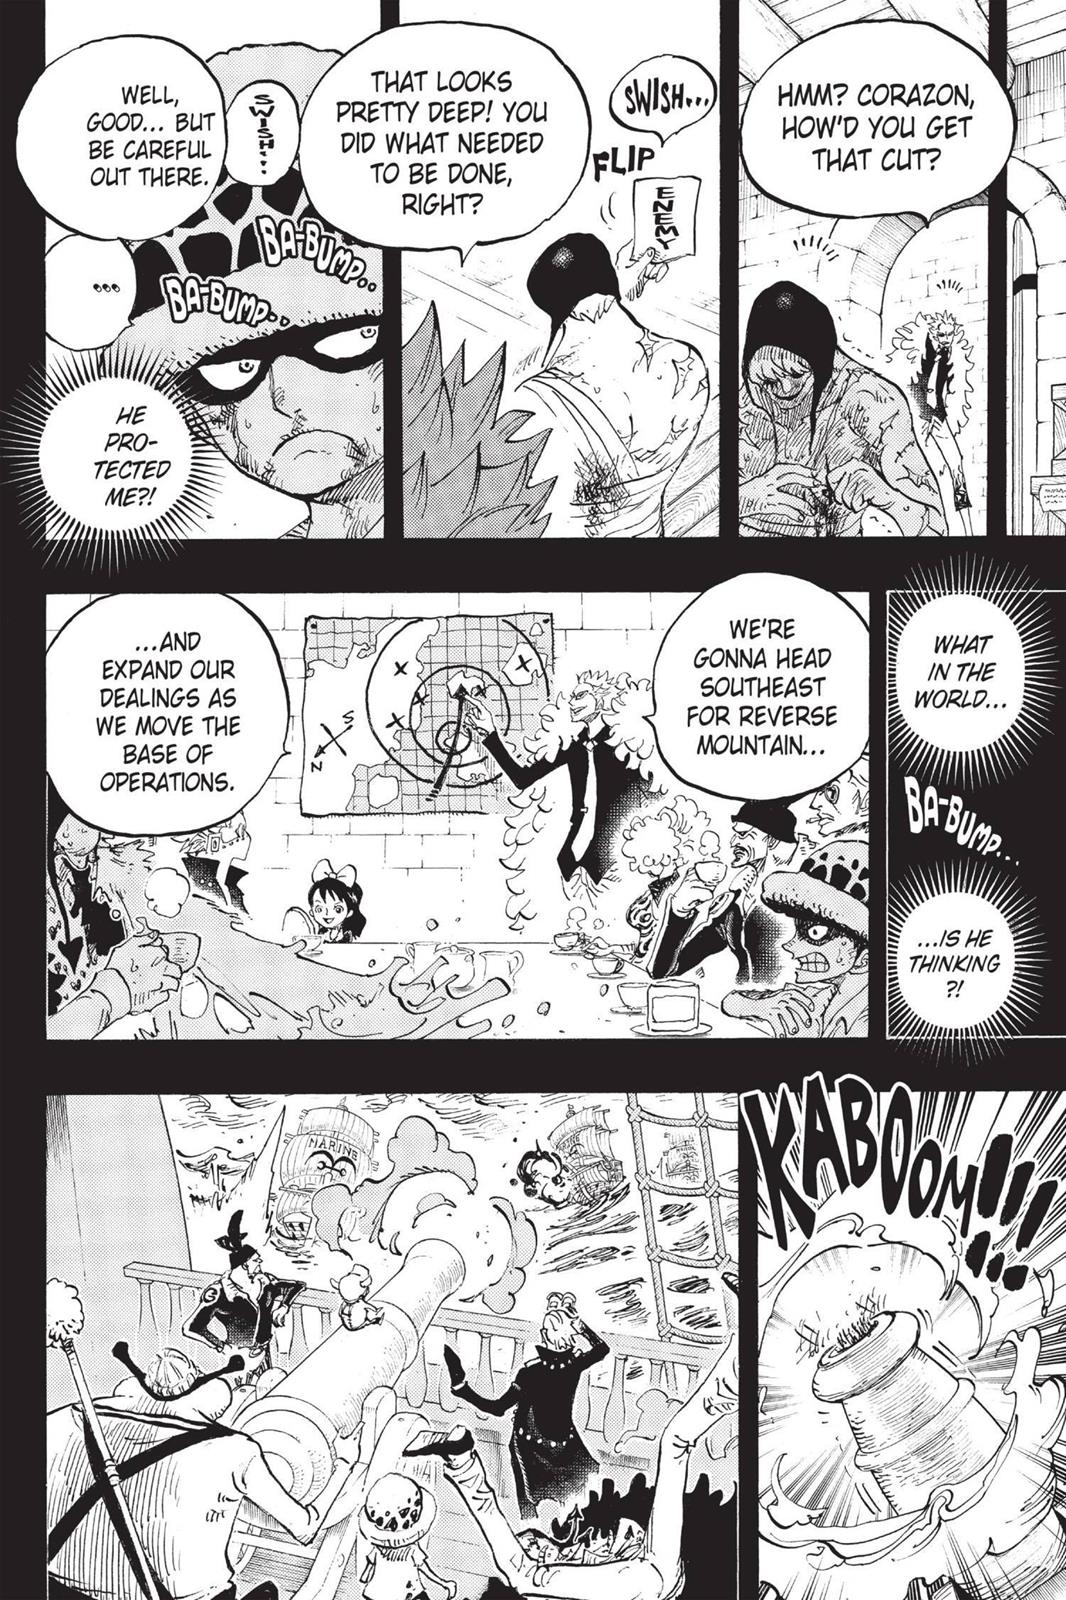 HMM? CORAZON,
HOW'D YOU GET
THAT CUT?
SWISH...
FLIP
ENEMY
THAT LOOKS
PRETTY DEEP! YOU
DID WHAT NEEDED
TO BE DONE,
RIGHT?
SWISH...
WELL,
GOOD... BUT
BE CAREFUL
OUT THERE.
BA-BUMP..
BA-BUMP..
...
HE
PRO-
TECTED
ME?!
WHAT
IN THE
WORLD...
BA-BUMP...
...IS HE
THINKING
?!
WE'RE
GONNA HEAD
SOUTHEAST
FOR REVERSE
MOUNTAIN...
...AND
EXPAND OUR
DEALINGS AS
WE MOVE THE
BASE OF
OPERATIONS.
S
N
KABOOM!!!
MARINE